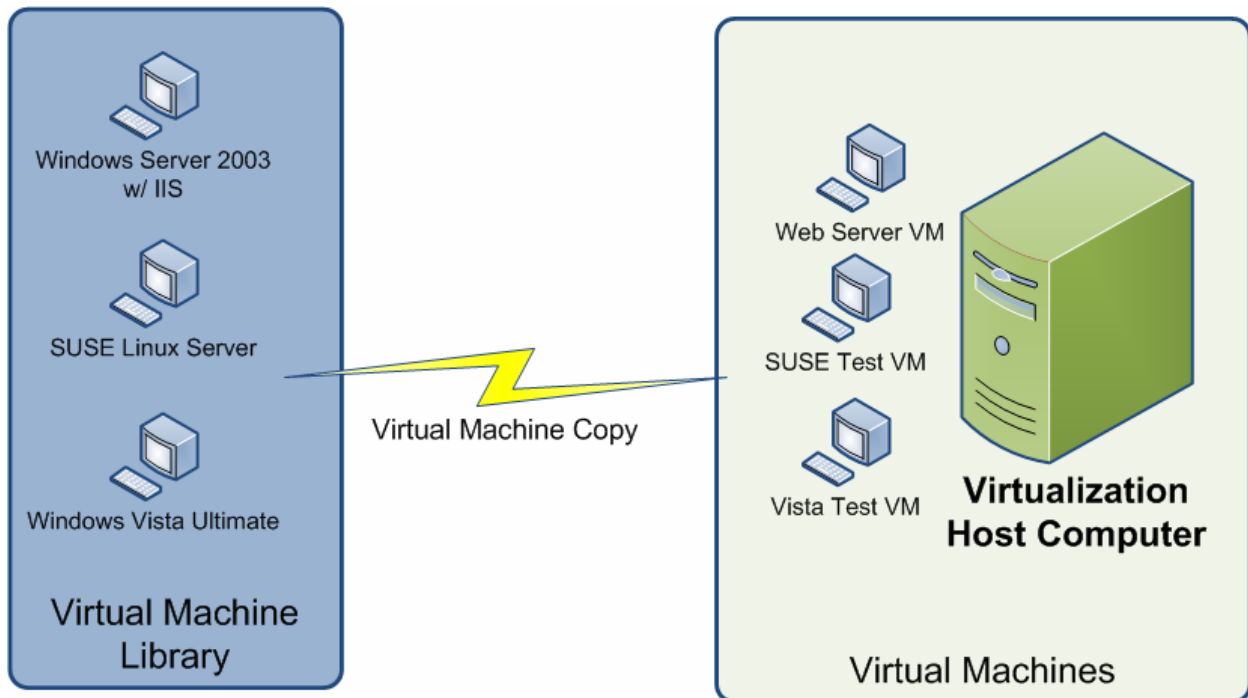 Windows Server 2003
w/ IIS
SUSE Linux Server
Windows Vista Ultimate
Virtual Machine
Library
Virtual Machine Copy
Web Server VM
SUSE Test VM
Vista Test VM
Virtualization
Host Computer
Virtual Machines